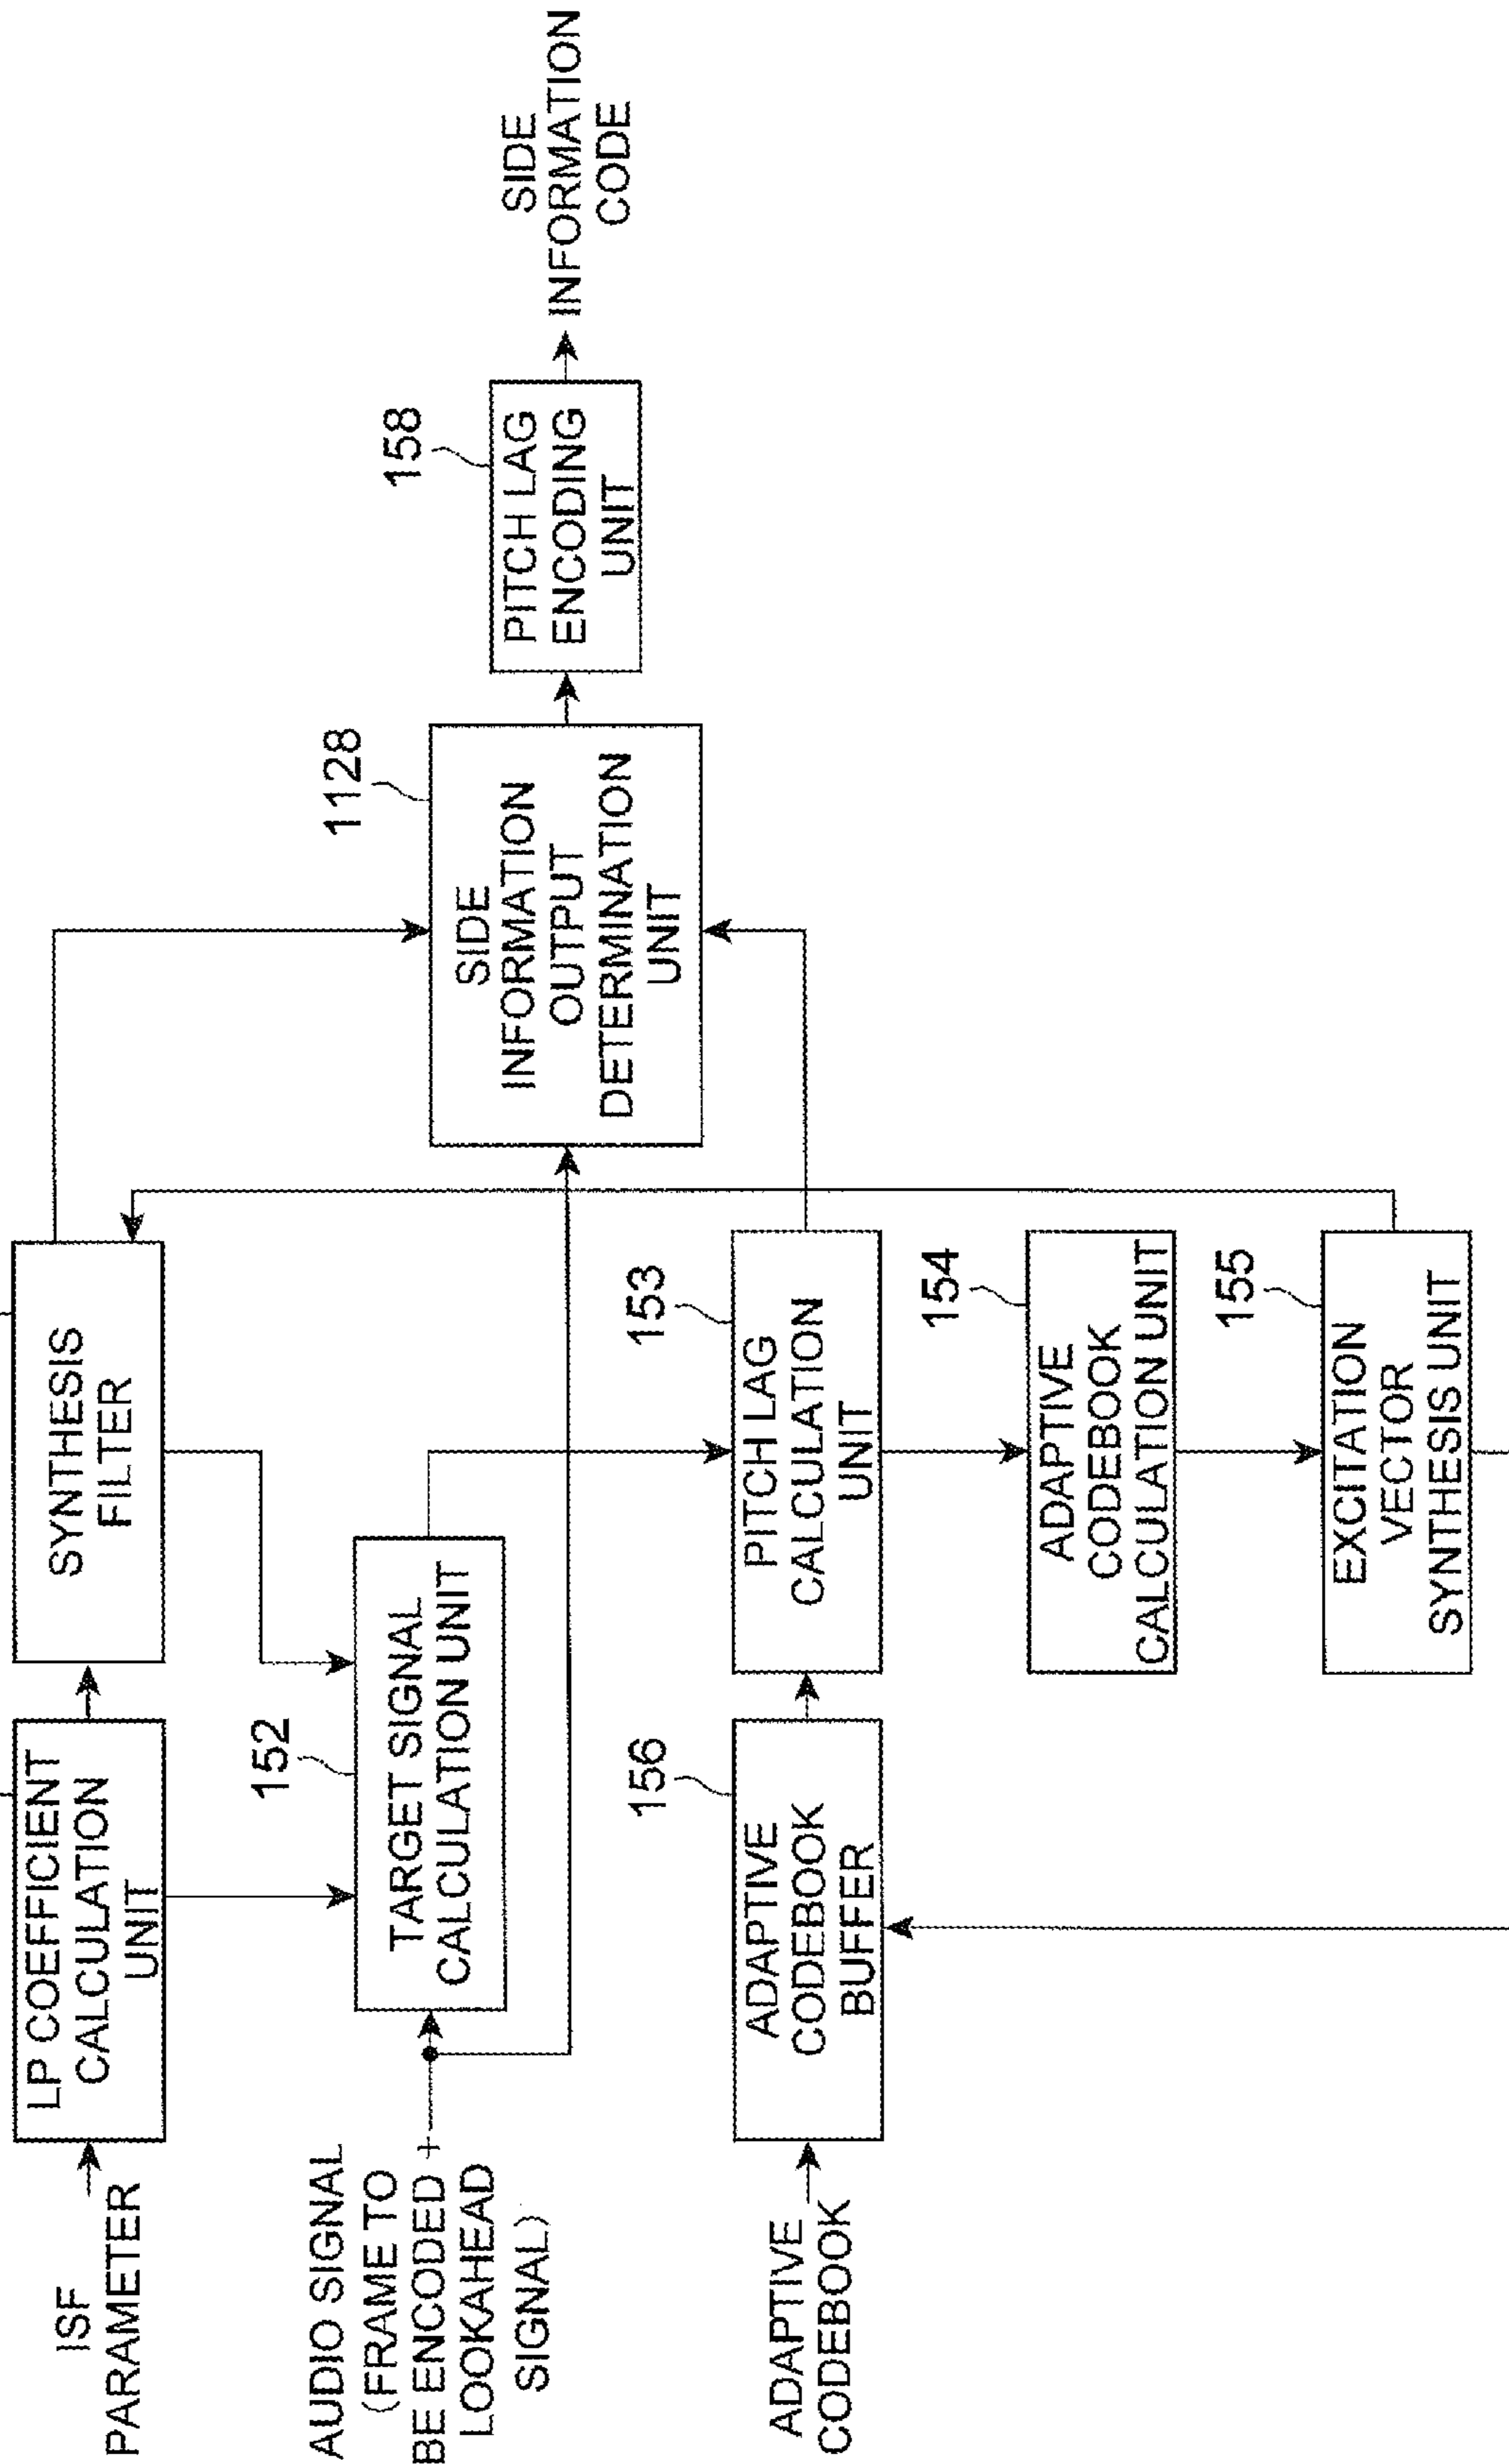 ISF
PARAMETER
LP COEFFICIENT
CALCULATION
UNIT
SYNTHESIS
FILTER
AUDIO SIGNAL
(FRAME TO
BE ENCODED +
LOOKAHEAD
SIGNAL)
152
TARGET SIGNAL
CALCULATION UNIT
1128
SIDE
INFORMATION
OUTPUT
DETERMINATION
UNIT
158
PITCH LAG
ENCODING
UNIT
SIDE
INFORMATION
CODE
ADAPTIVE
CODEBOOK
156
ADAPTIVE
CODEBOOK
BUFFER
153
PITCH LAG
CALCULATION
UNIT
154
ADAPTIVE
CODEBOOK
CALCULATION UNIT
155
EXCITATION
VECTOR
SYNTHESIS UNIT